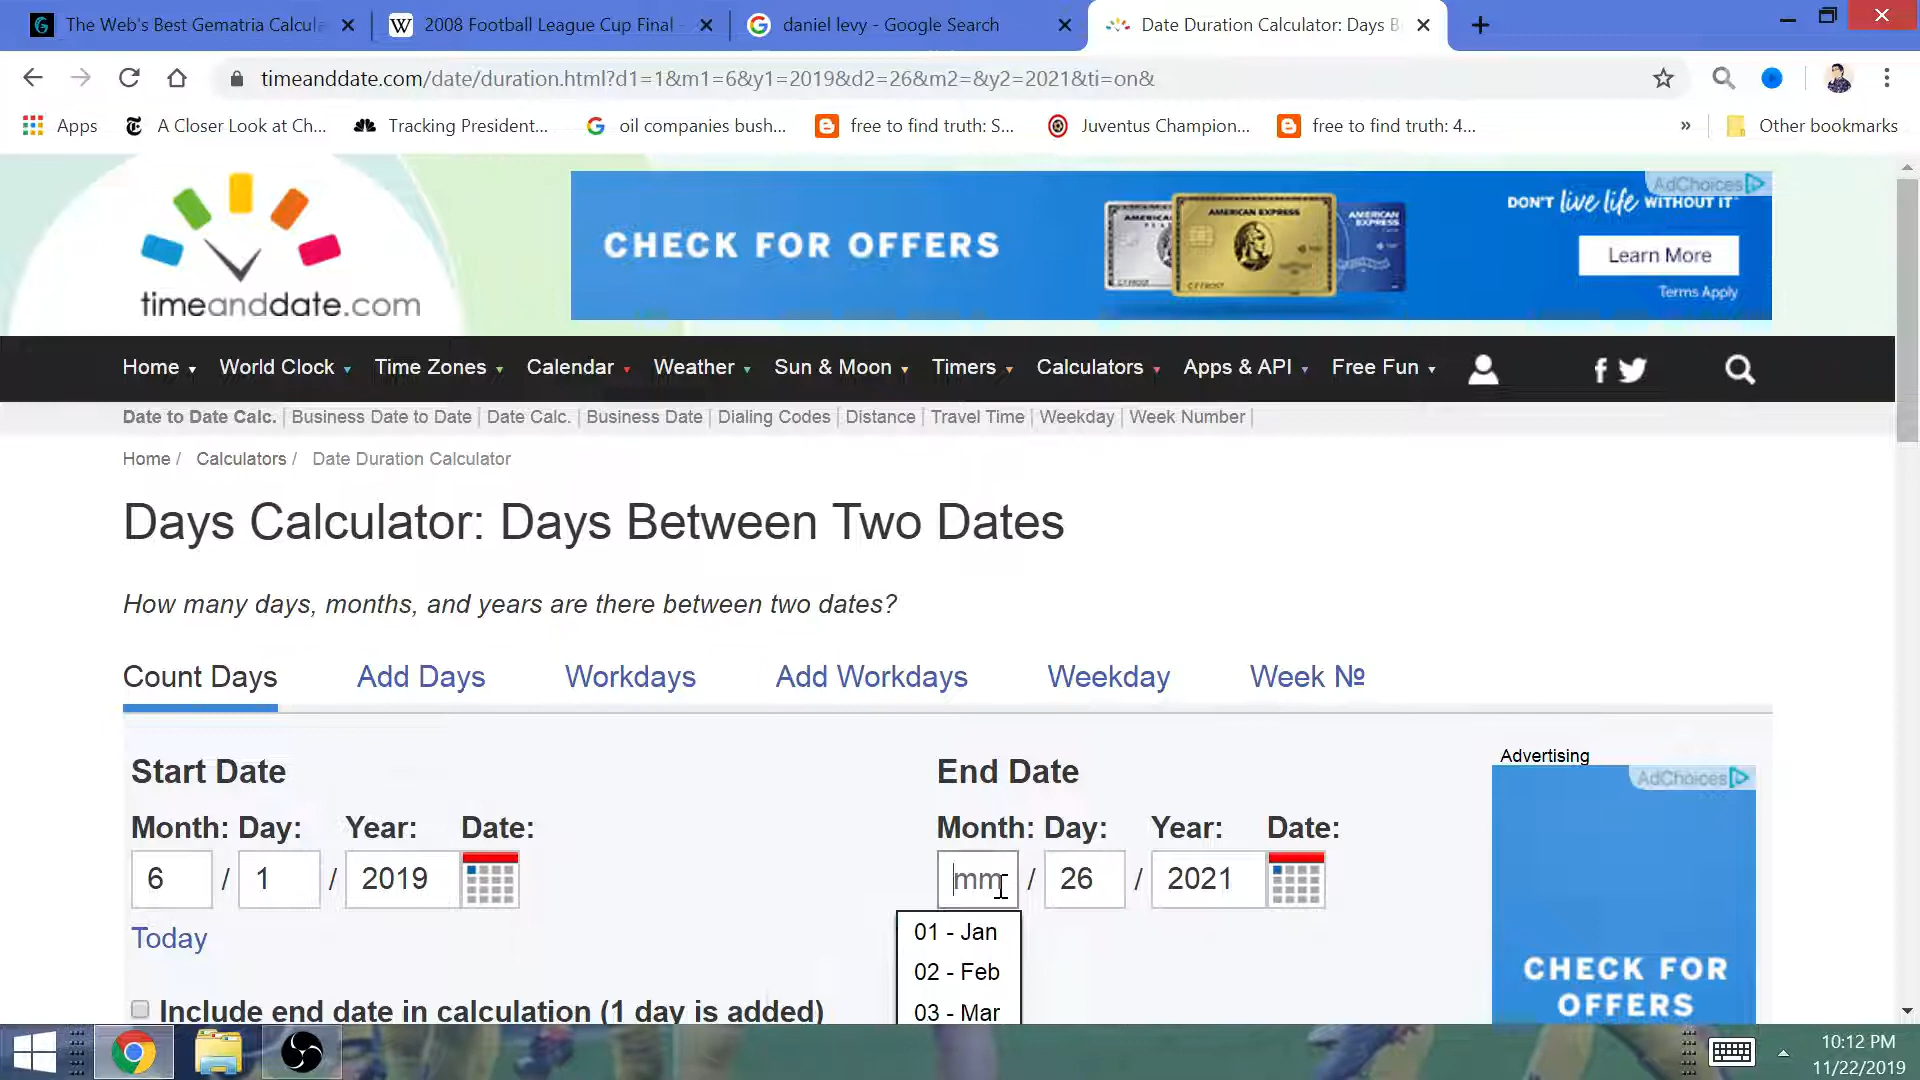 The Web's Best Gematria Calcula
2008 Football League Cup Final -
daniel levy - Google Search
Date Duration Calculator: Days B
timeanddate.com/date/duration.html?d1=1&m1=6&y1=2019&d2=26&m2=&y2=2021&ti=on&
Apps
A Closer Look at Ch...
Tracking President...
oil companies bush...
free to find truth: S...
Juventus Champion...
free to find truth: 4...
»
Other bookmarks
timeanddate.com
CHECK FOR OFFERS
AMERICAN EXPRESS
AMERICAN EXPRESS
C F FROST
AdChoices
DON'T live life WITHOUT IT
Learn More
Terms Apply
Home
World Clock
Time Zones
Calendar
Weather
Sun & Moon
Timers
Calculators
Apps & API
Free Fun
Date to Date Calc. | Business Date to Date | Date Calc. | Business Date | Dialing Codes | Distance | Travel Time | Weekday | Week Number |
Home / Calculators / Date Duration Calculator
Days Calculator: Days Between Two Dates
How many days, months, and years are there between two dates?
Count Days
Add Days
Workdays
Add Workdays
Weekday
Week №
Start Date
Month: Day: Year: Date:
6 / 1 / 2019
Today
Include end date in calculation (1 day is added)
End Date
Month: Day: Year: Date:
mm / 26 / 2021
01 - Jan
02 - Feb
03 - Mar
Advertising
AdChoices
CHECK FOR
OFFERS
10:12 PM
11/22/2019